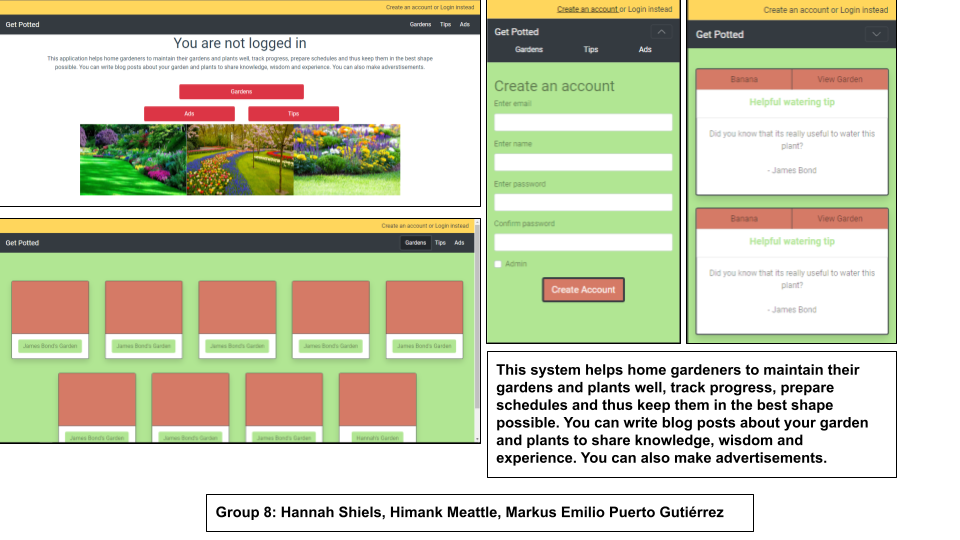 Create an account or Login instead
Get Potted
Gardens Tips Ads
You are not logged in
This application helps home gardeners to maintain their gardens and plants well, track progress, prepare schedules and thus keep them in the best shape
possible. You can write blog posts about your garden and plants to share knowledge, wisdom and experience. You can also make advertisements.
Gardens
Ads Tips
Create an account or Login instead
Get Potted
Gardens Tips Ads
James Bond's Garden James Bond's Garden James Bond's Garden James Bond's Garden James Bond's Garden
James Bond's Garden James Bond's Garden James Bond's Garden Hannah's Garden
Create an account or Login instead
Get Potted
Gardens Tips Ads
Create an account
Enter email
Enter name
Enter password
Confirm password
Admin
Create Account
Create an account or Login instead
Get Potted
Banana View Garden
Helpful watering tip
Did you know that its really useful to water this
plant?
- James Bond
Banana View Garden
Helpful watering tip
Did you know that its really useful to water this
plant?
- James Bond
This system helps home gardeners to maintain their
gardens and plants well, track progress, prepare
schedules and thus keep them in the best shape
possible. You can write blog posts about your garden
and plants to share knowledge, wisdom and
experience. You can also make advertisements.
Group 8: Hannah Shiels, Himank Meattle, Markus Emilio Puerto Gutiérrez